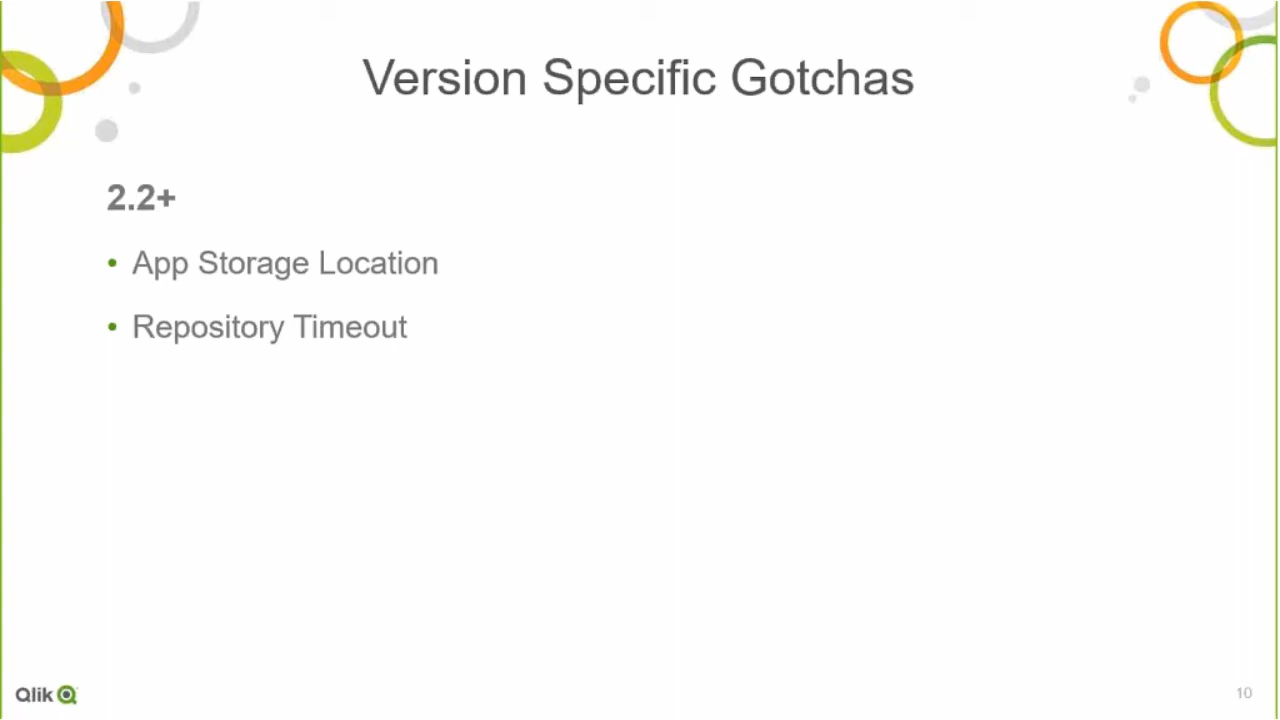 Version Specific Gotchas
2.2+
• App Storage Location
• Repository Timeout
Qlik
10